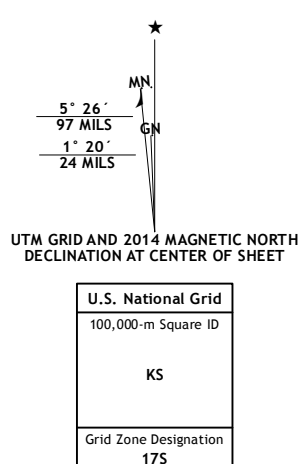 ★
MN.
5° 26´
97 MILS
GN
1° 20´
24 MILS
UTM GRID AND 2014 MAGNETIC NORTH
DECLINATION AT CENTER OF SHEET
U.S. National Grid
100,000-m Square ID
KS
Grid Zone Designation
17S